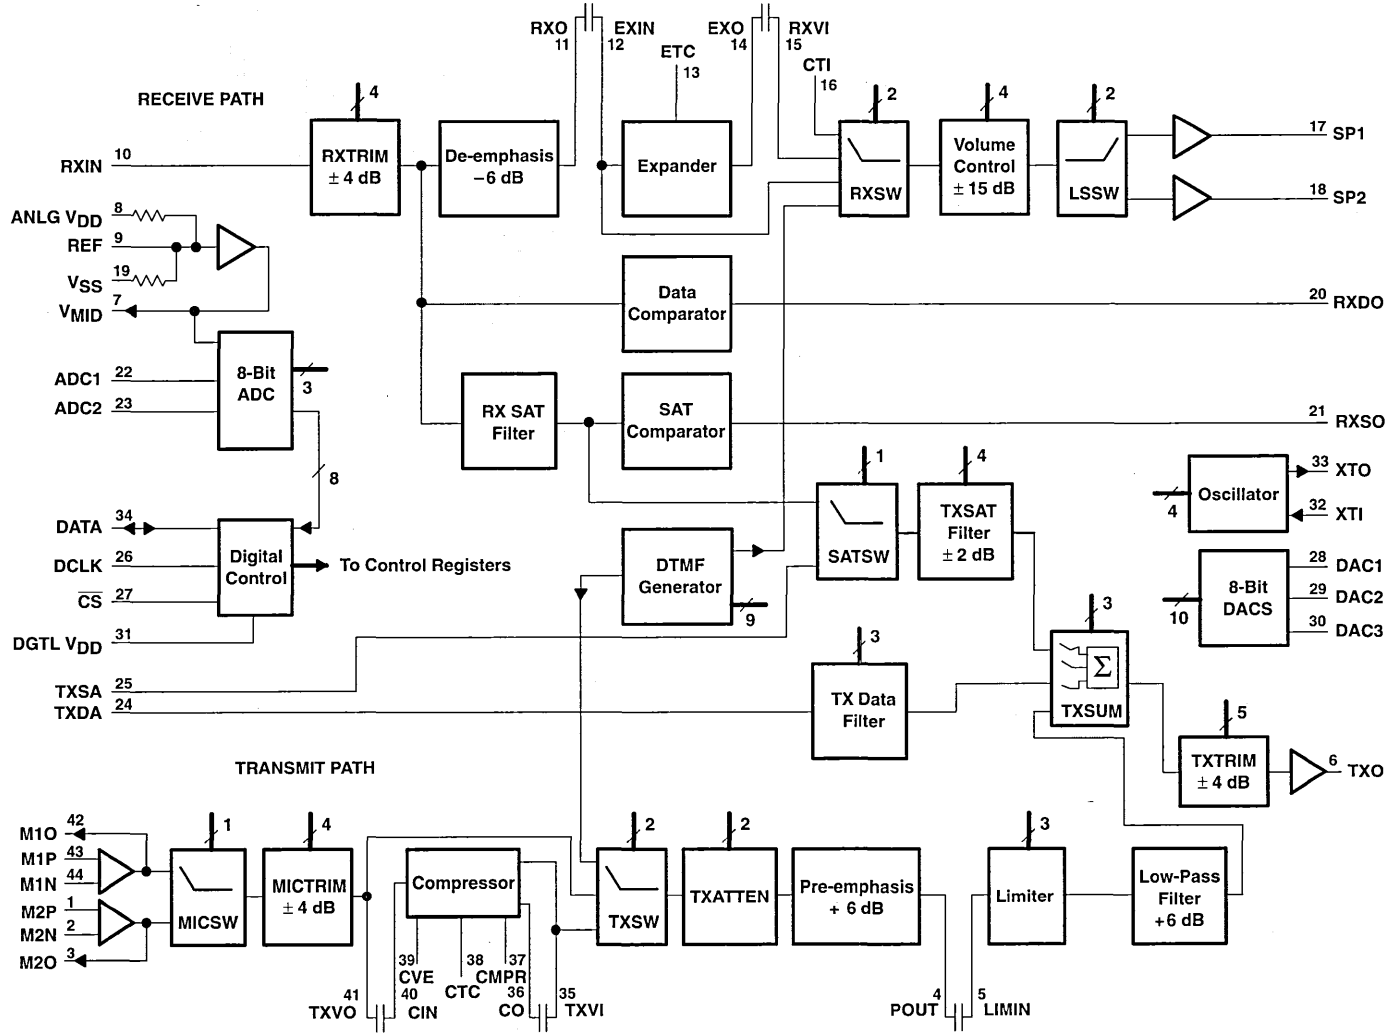 RXO
11
EXIN
12
EXO
14
RXVI
15
ETC
13
CTI
16
RECEIVE PATH
4
2
4
2
RXIN
10
RXTRIM
± 4 dB
De-emphasis
–6 dB
Expander
RXSW
Volume
Control
± 15 dB
LSSW
17
SP1
18
SP2
ANLG VDD
8
REF
9
VSS
19
VMID
7
Data
Comparator
20
RXDO
8-Bit
ADC
3
ADC1
22
ADC2
23
RX SAT
Filter
SAT
Comparator
21
RXSO
8
1
4
SATSW
TXSAT
Filter
± 2 dB
Oscillator
4
33
XTO
32
XTI
DATA
34
DCLK
26
CS
27
DGTL VDD
31
Digital
Control
To Control Registers
DTMF
Generator
9
8-Bit
DACS
10
28
DAC1
29
DAC2
30
DAC3
3
Σ
TXSUM
TXSA
25
TXDA
24
3
TX Data
Filter
5
TXTRIM
± 4 dB
6
TXO
TRANSMIT PATH
M1O
42
M1P
43
M1N
44
M2P
1
M2N
2
M2O
3
1
MICSW
4
MICTRIM
± 4 dB
Compressor
2
TXSW
2
TXATTEN
Pre-emphasis
+ 6 dB
3
Limiter
Low-Pass
Filter
+6 dB
39
CVE
38
CTC
37
CMPR
41
TXVO
40
CIN
36
CO
35
TXVI
POUT
4
5
LIMIN